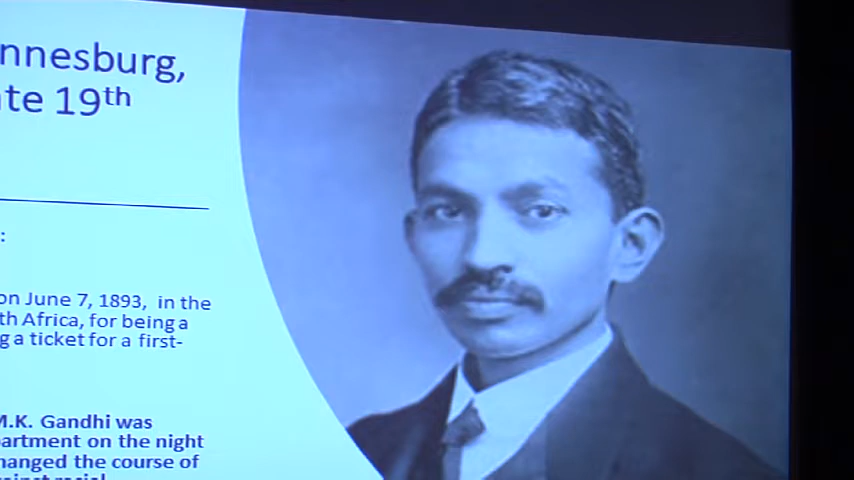 nnesburg,
te 19th
:
on June 7, 1893, in the
th Africa, for being a
g a ticket for a first-
M.K. Gandhi was
artment on the night
hanged the course of